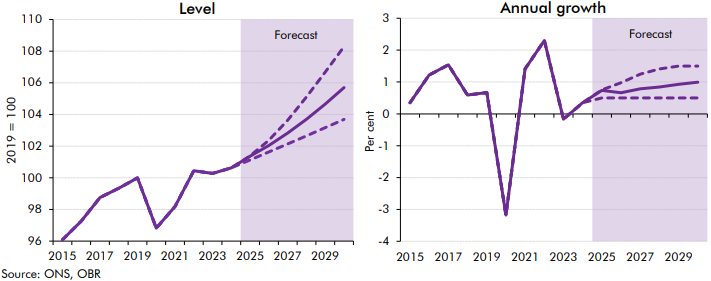 Level
110
108
106
104
102
100
98
96
2019 = 100
Forecast
2015 2017 2019 2021 2023 2025 2027 2029
Annual growth
3
2
1
0
-1
-2
-3
-4
Per cent
Forecast
2015 2017 2019 2021 2023 2025 2027 2029
Source: ONS, OBR